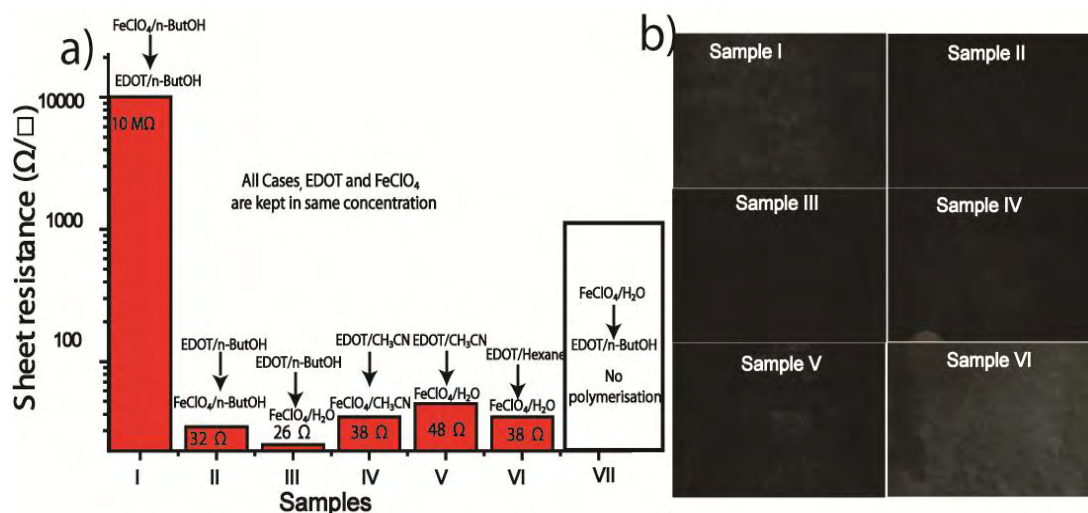 a)
FeClO₄/n-ButOH
EDOT/n-ButOH
Sheet resistance (Ω/□)
10000
1000
100
10 MΩ
All Cases, EDOT and FeClO₄
are kept in same concentration
EDOT/n-ButOH
FeClO₄/n-ButOH
32 Ω
EDOT/n-ButOH
FeClO₄/H₂O
26 Ω
EDOT/CH₃CN
FeClO₄/CH₃CN
38 Ω
EDOT/CH₃CN
FeClO₄/H₂O
48 Ω
EDOT/Hexane
FeClO₄/H₂O
38 Ω
FeClO₄/H₂O
EDOT/n-ButOH
No
polymerisation
I II III IV V VI VII
Samples
b)
Sample I
Sample II
Sample III
Sample IV
Sample V
Sample VI